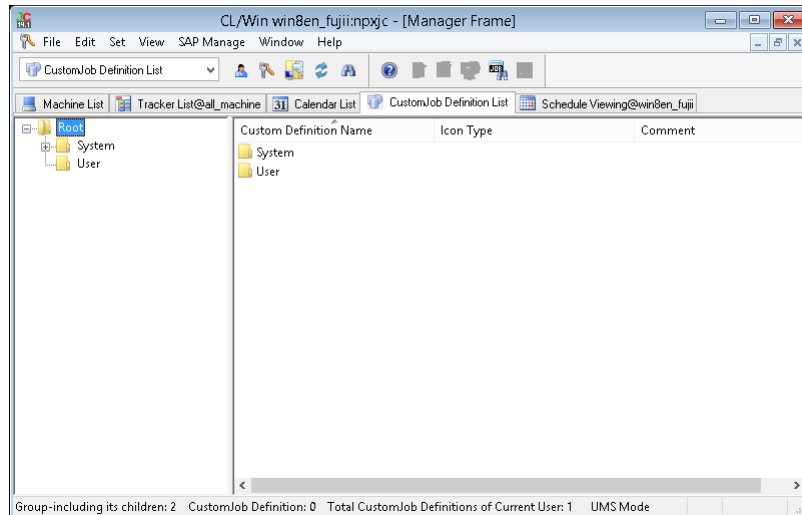 CL/Win win8en_fujii:npxjc - [Manager Frame]
File Edit Set View SAP Manage Window Help
CustomJob Definition List
Machine List Tracker List@all_machine 31 Calendar List CustomJob Definition List Schedule Viewing@win8en_fujii
Root
System
User
Custom Definition Name Icon Type Comment
System
User
Group-including its children: 2 CustomJob Definition: 0 Total CustomJob Definitions of Current User: 1 UMS Mode